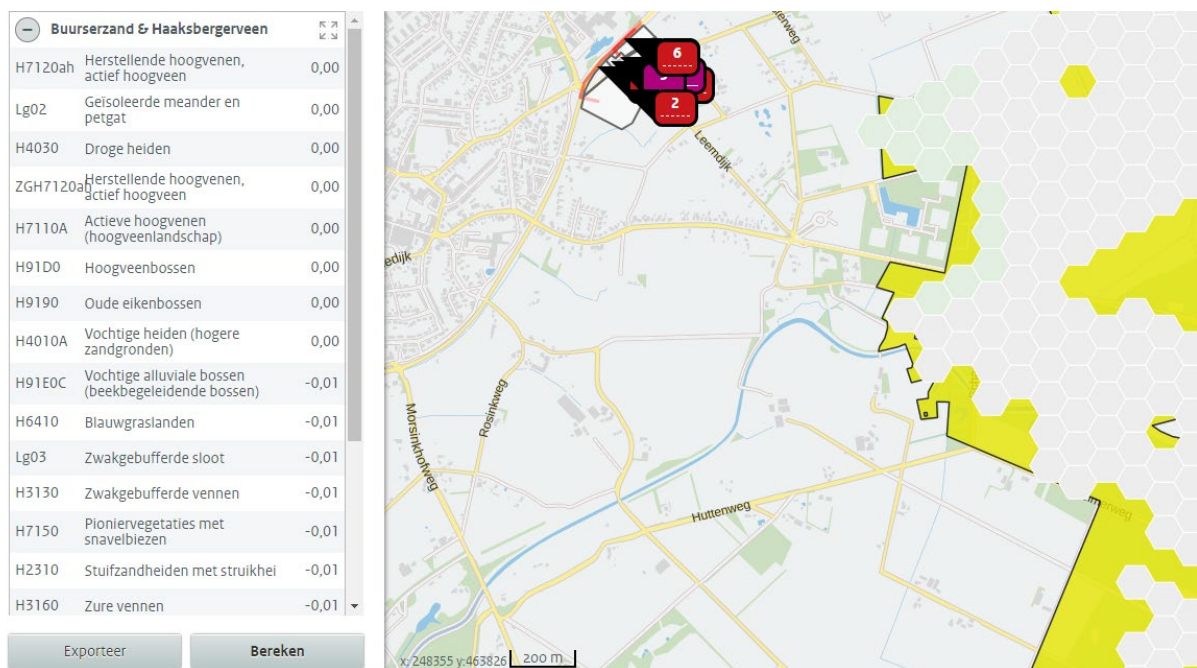 Buurserzand & Haaksbergerveen
H7120ah Herstellende hoogvenen, actief hoogveen 0,00
Lg02 Geïsoleerde meander en petgat 0,00
H4030 Droge heiden 0,00
ZGH7120ah Herstellende hoogvenen, actief hoogveen 0,00
H7110A Actieve hoogvenen (hoogveenlandschap) 0,00
H91D0 Hoogveenbossen 0,00
H9190 Oude eikenbossen 0,00
H4010A Vochtige heiden (hogere zandgronden) 0,00
H91E0C Vochtige alluviale bossen (beekbegeleidende bossen) -0,01
H6410 Blauwgraslanden -0,01
Lg03 Zwakgebufferde sloot -0,01
H3130 Zwakgebufferde vennen -0,01
H7150 Pioniervegetaties met snavelbiezen -0,01
H2310 Stuifzandheiden met struikhei -0,01
H3160 Zure vennen -0,01
Exporteer
Bereken
6
2
Leemdijk
edijk
Rosinkweg
Morsinkhofweg
Huttenweg
x: 248355 y:463826
200 m